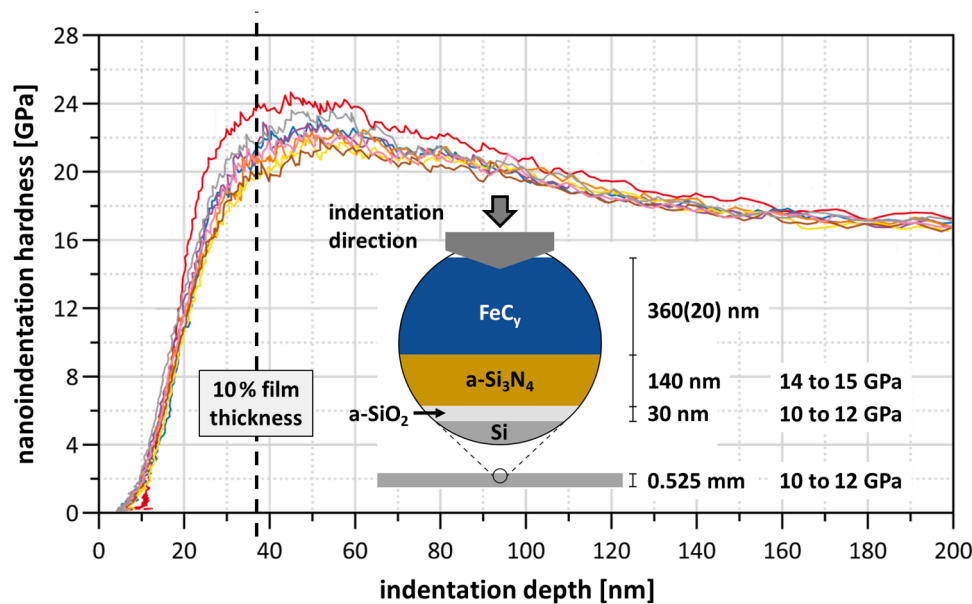 28
24
20
16
12
8
4
0
nanoindentation hardness [GPa]
indentation
direction
FeCy
360(20) nm
a-Si3N4
140 nm
14 to 15 GPa
10 % film
thickness
a-SiO2
30 nm
10 to 12 GPa
Si
0.525 mm
10 to 12 GPa
0
20
40
60
80
100
120
140
160
180
200
indentation depth [nm]